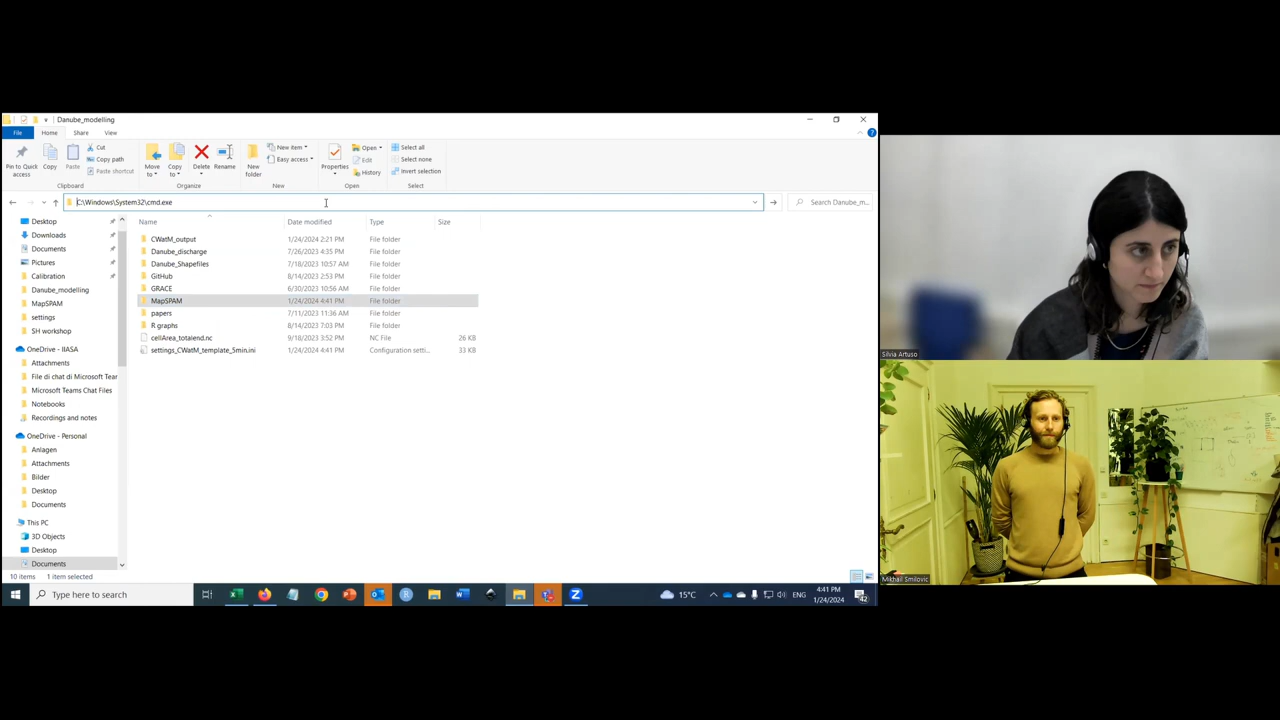 Danube_modelling
File Home Share View
Pin to Quick access
Copy
Paste
Cut
Copy path
Paste shortcut
Clipboard
Move to
Copy to
Delete
Rename
Organize
New folder
New item
Easy access
New
Properties
Open
Edit
History
Open
Select all
Select none
Invert selection
Select
C:\Windows\System32\cmd.exe
Search Danube_m...
Name Date modified Type Size
CWatM_output 1/24/2024 2:21 PM File folder
Danube_discharge 7/26/2023 4:35 PM File folder
Danube_Shapefiles 7/18/2023 10:57 AM File folder
GitHub 8/14/2023 2:53 PM File folder
GRACE 6/30/2023 10:56 AM File folder
MapSPAM 1/24/2024 4:41 PM File folder
papers 7/11/2023 11:36 AM File folder
R graphs 8/14/2023 7:03 PM File folder
cellArea_totalend.nc 9/18/2023 3:52 PM NC File 26 KB
settings_CWatM_template_5min.ini 1/24/2024 4:41 PM Configuration setti... 33 KB
Desktop
Downloads
Documents
Pictures
Calibration
Danube_modelling
MapSPAM
settings
SH workshop
OneDrive - IIASA
Attachments
File di chat di Microsoft Tear
Microsoft Teams Chat Files
Notebooks
Recordings and notes
OneDrive - Personal
Anlagen
Attachments
Bilder
Desktop
Documents
This PC
3D Objects
Desktop
Documents
10 items 1 item selected
Type here to search
15°C
ENG
4:41 PM
1/24/2024
42
Silvia Artuso
Mikhail Smilovic